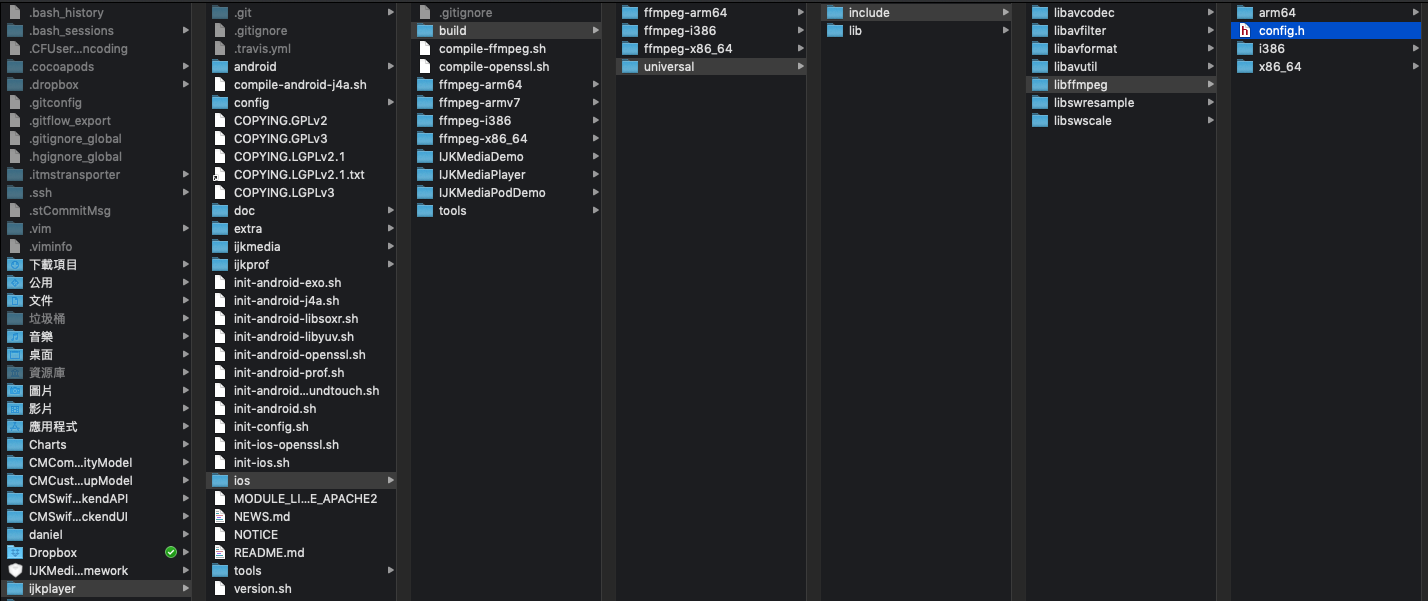 .bash_history
.bash_sessions
.CFUser...ncoding
.cocoapods
.dropbox
.gitconfig
.gitflow_export
.gitignore_global
.hgignore_global
.itmstransporter
.ssh
.stCommitMsg
.vim
.viminfo
下載項目
公用
文件
垃圾桶
音樂
桌面
資源庫
圖片
影片
應用程式
Charts
CMCom...ityModel
CMCust...upModel
CMSwif...kendAPI
CMSwif...ckendUI
daniel
Dropbox
IJKMedi...mework
ijkplayer
.git
.gitignore
.travis.yml
android
compile-android-j4a.sh
config
COPYING.GPLv2
COPYING.GPLv3
COPYING.LGPLv2.1
COPYING.LGPLv2.1.txt
COPYING.LGPLv3
doc
extra
ijkmedia
ijkprof
init-android-exo.sh
init-android-j4a.sh
init-android-libsoxr.sh
init-android-libyuv.sh
init-android-openssl.sh
init-android-prof.sh
init-android...undtouch.sh
init-android.sh
init-config.sh
init-ios-openssl.sh
init-ios.sh
ios
MODULE_LI...E_APACHE2
NEWS.md
NOTICE
README.md
tools
version.sh
.gitignore
build
compile-ffmpeg.sh
compile-openssl.sh
ffmpeg-arm64
ffmpeg-armv7
ffmpeg-i386
ffmpeg-x86_64
IJKMediaDemo
IJKMediaPlayer
IJKMediaPodDemo
tools
ffmpeg-arm64
ffmpeg-i386
ffmpeg-x86_64
universal
include
lib
libavcodec
libavfilter
libavformat
libavutil
libffmpeg
libswresample
libswscale
arm64
config.h
i386
x86_64